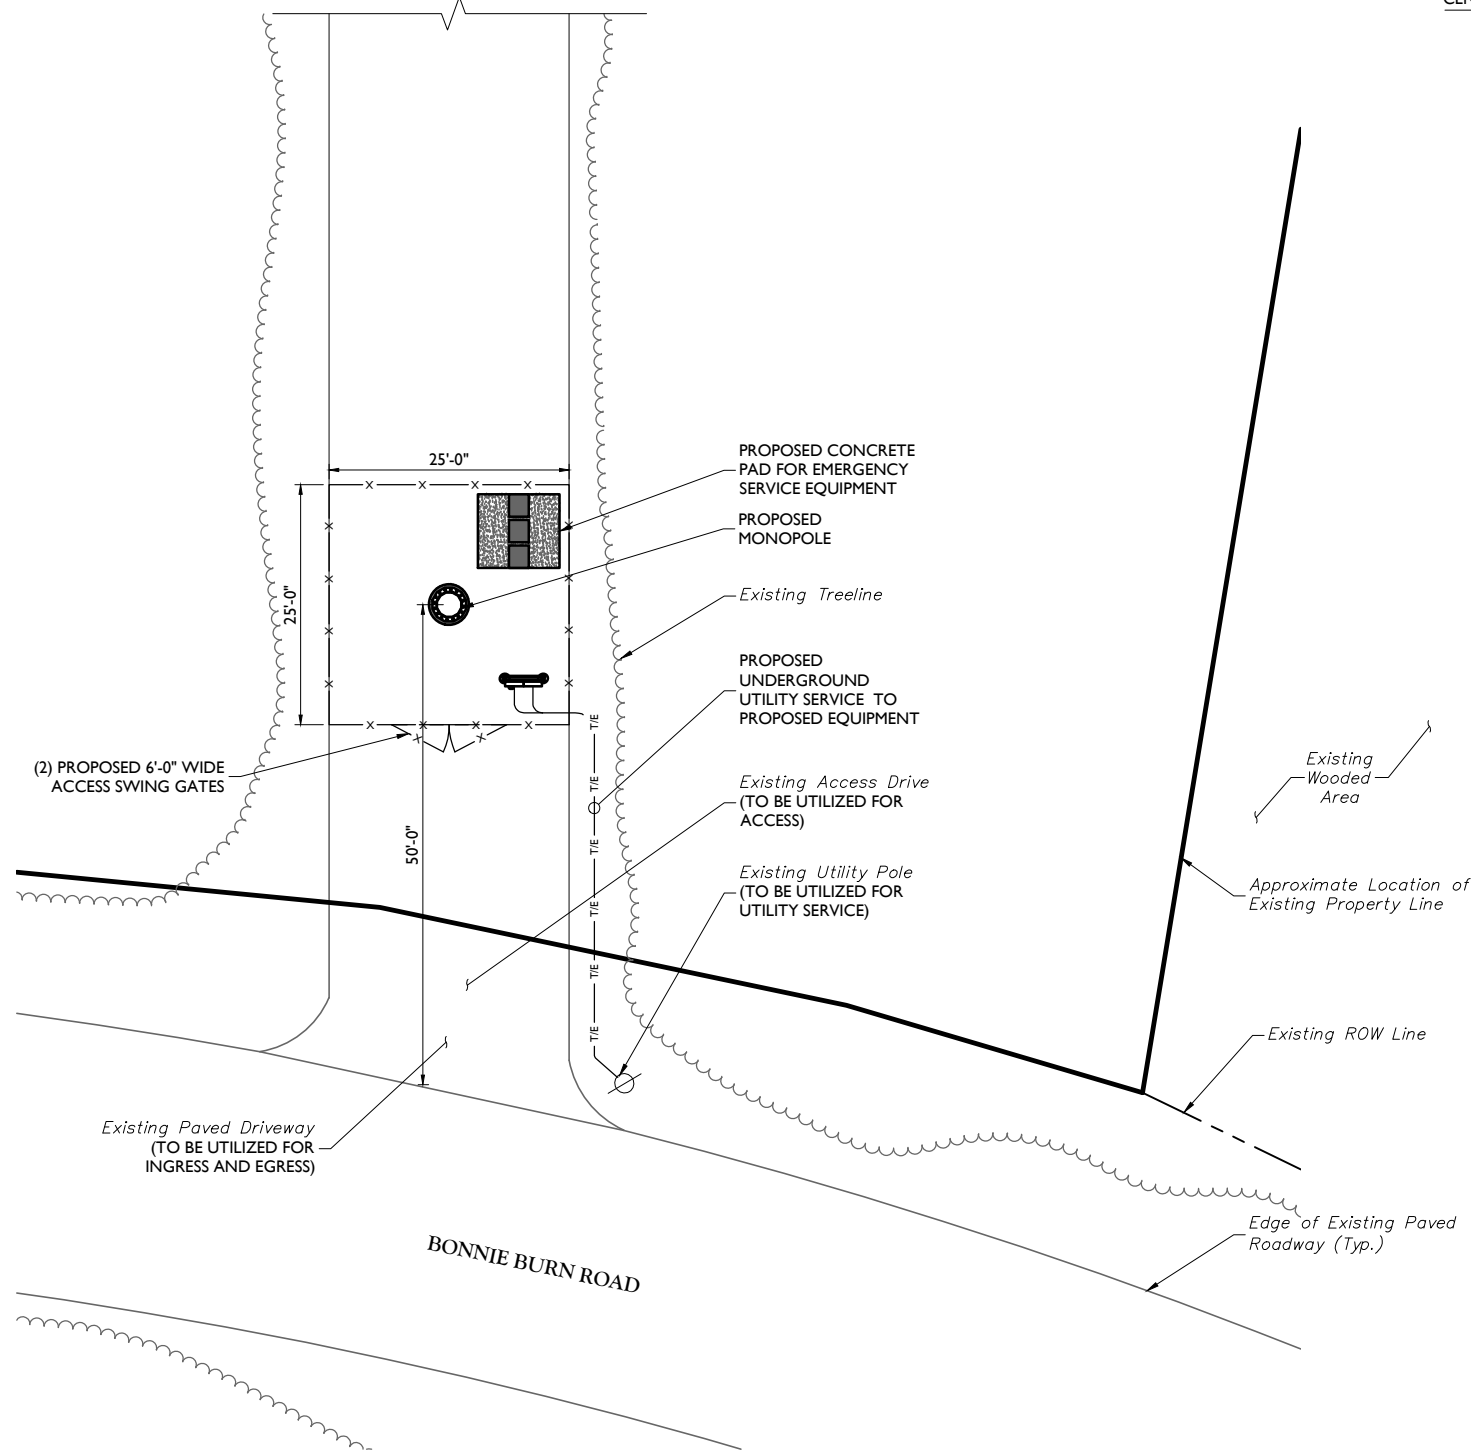 25'-0"
25'-0"
PROPOSED CONCRETE
PAD FOR EMERGENCY
SERVICE EQUIPMENT
PROPOSED
MONOPOLE
Existing Treeline
PROPOSED
UNDERGROUND
UTILITY SERVICE TO
PROPOSED EQUIPMENT
(2) PROPOSED 6'-0" WIDE
ACCESS SWING GATES
50'-0"
Existing Access Drive
(TO BE UTILIZED FOR
ACCESS)
Existing Utility Pole
(TO BE UTILIZED FOR
UTILITY SERVICE)
T/E
T/E
T/E
T/E
T/E
T/E
Existing
Wooded
Area
Approximate Location of
Existing Property Line
Existing ROW Line
Existing Paved Driveway
(TO BE UTILIZED FOR
INGRESS AND EGRESS)
Edge of Existing Paved
Roadway (Typ.)
BONNIE BURN ROAD